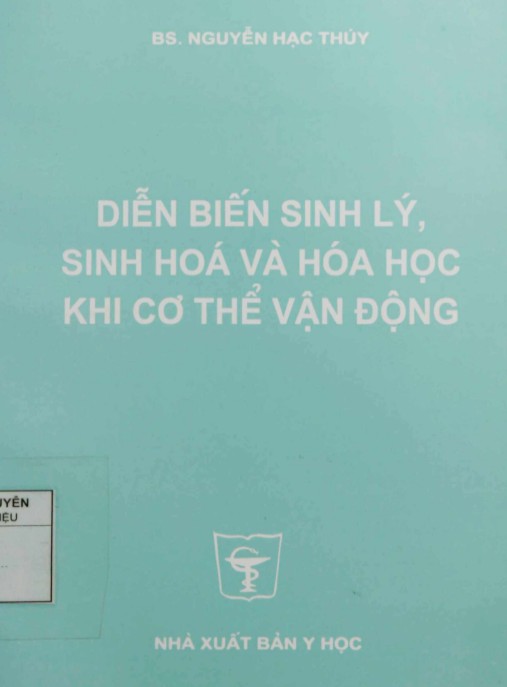 BS. NGUYỄN HẠC THÚY
DIỄN BIẾN SINH LÝ,
SINH HOÁ VÀ HÓA HỌC
KHI CƠ THỂ VẬN ĐỘNG
UYÊN
IỆU
NHÀ XUẤT BẢN Y HỌC